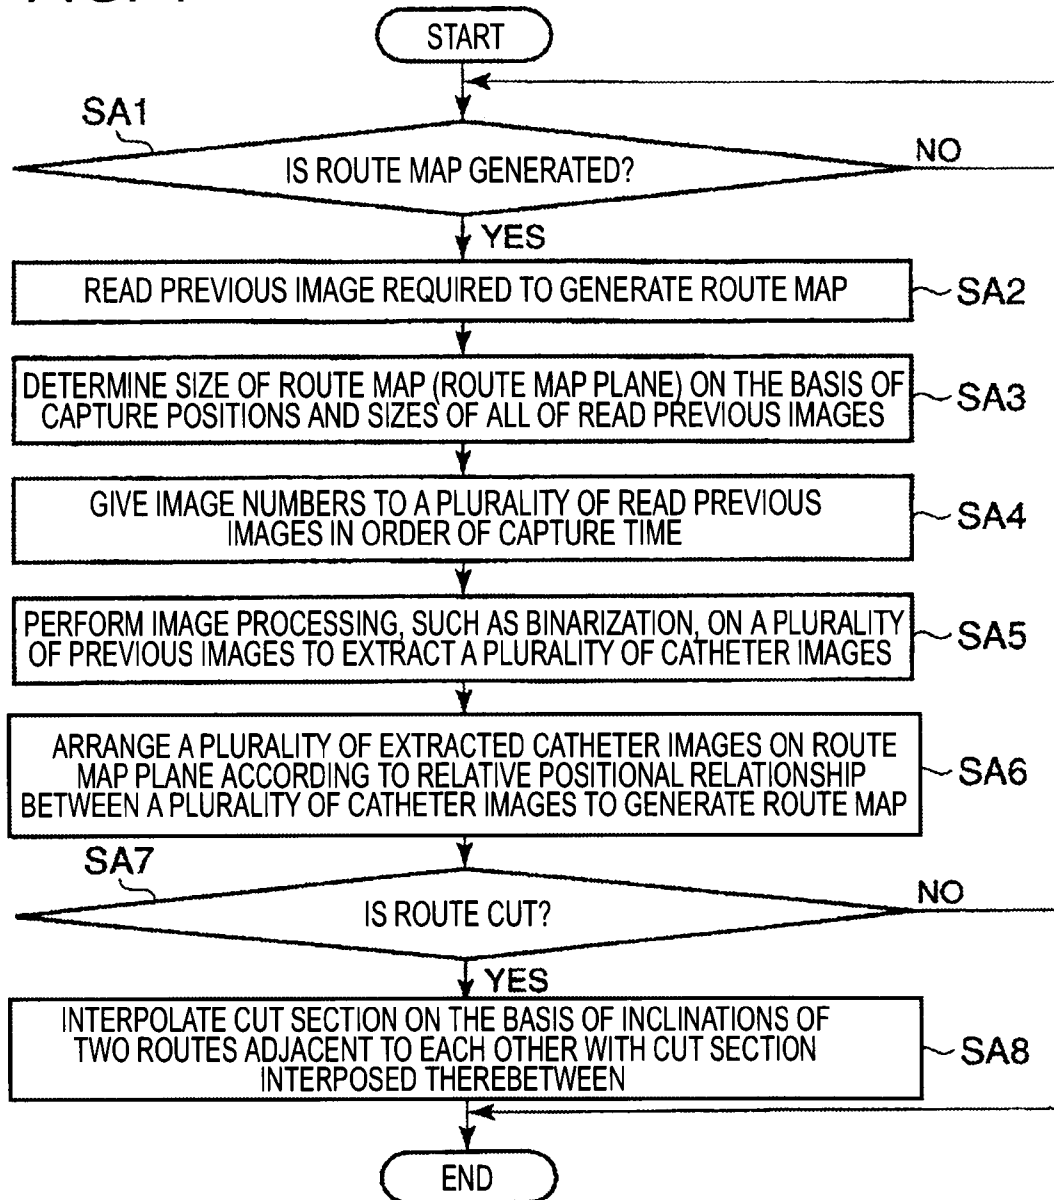 START
SA1
IS ROUTE MAP GENERATED?
NO
YES
READ PREVIOUS IMAGE REQUIRED TO GENERATE ROUTE MAP
SA2
DETERMINE SIZE OF ROUTE MAP (ROUTE MAP PLANE) ON THE BASIS OF
CAPTURE POSITIONS AND SIZES OF ALL OF READ PREVIOUS IMAGES
SA3
GIVE IMAGE NUMBERS TO A PLURALITY OF READ PREVIOUS
IMAGES IN ORDER OF CAPTURE TIME
SA4
PERFORM IMAGE PROCESSING, SUCH AS BINARIZATION, ON A PLURALITY
OF PREVIOUS IMAGES TO EXTRACT A PLURALITY OF CATHETER IMAGES
SA5
ARRANGE A PLURALITY OF EXTRACTED CATHETER IMAGES ON ROUTE
MAP PLANE ACCORDING TO RELATIVE POSITIONAL RELATIONSHIP
BETWEEN A PLURALITY OF CATHETER IMAGES TO GENERATE ROUTE MAP
SA6
SA7
IS ROUTE CUT?
NO
YES
INTERPOLATE CUT SECTION ON THE BASIS OF INCLINATIONS OF
TWO ROUTES ADJACENT TO EACH OTHER WITH CUT SECTION
INTERPOSED THEREBETWEEN
SA8
END